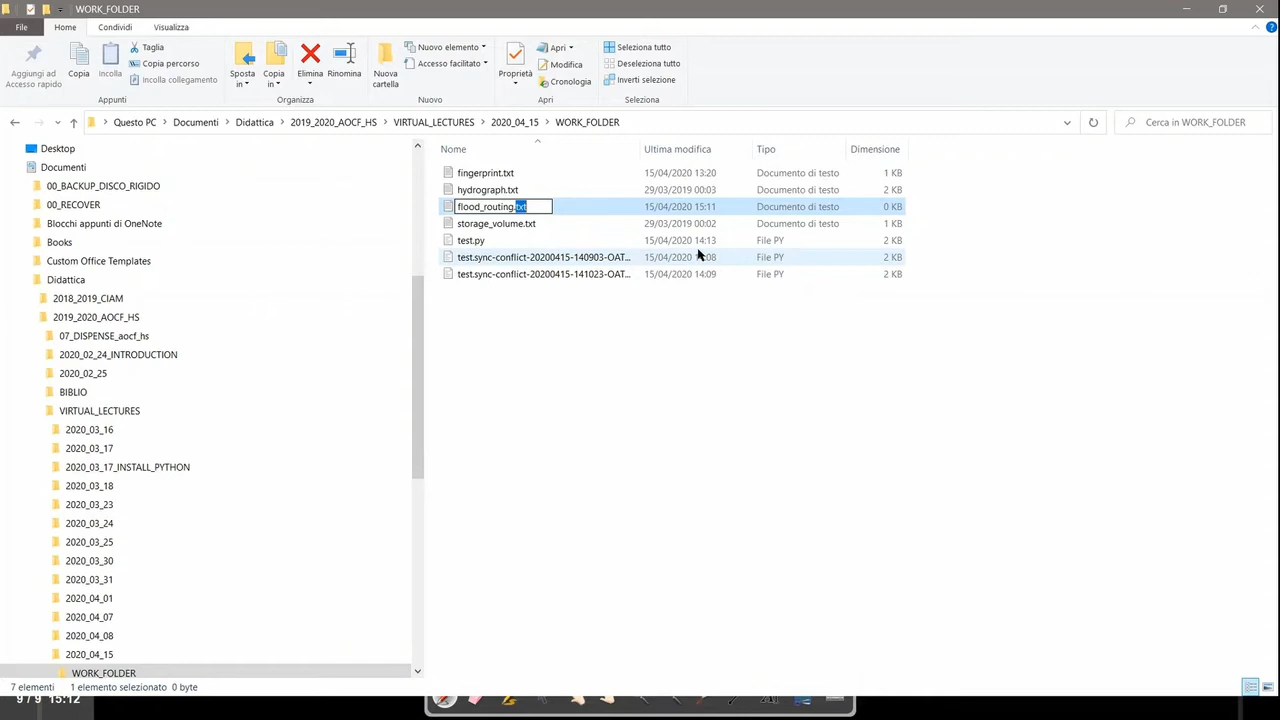 WORK_FOLDER
File Home Condividi Visualizza
Aggiungi ad Accesso rapido
Copia
Incolla
Taglia
Copia percorso
Incolla collegamento
Appunti
Sposta in
Copia in
Elimina
Rinomina
Organizza
Nuova cartella
Nuovo elemento
Accesso facilitato
Nuovo
Proprietà
Apri
Modifica
Cronologia
Apri
Seleziona tutto
Deseleziona tutto
Inverti selezione
Selezione
Questo PC Documenti Didattica 2019_2020_AOCF_HS VIRTUAL_LECTURES 2020_04_15 WORK_FOLDER
Cerca in WORK_FOLDER
Desktop
Documenti
00_BACKUP_DISCO_RIGIDO
00_RECOVER
Blocchi appunti di OneNote
Books
Custom Office Templates
Didattica
2018_2019_CIAM
2019_2020_AOCF_HS
07_DISPENSE_aocf_hs
2020_02_24_INTRODUCTION
2020_02_25
BIBLIO
VIRTUAL_LECTURES
2020_03_16
2020_03_17
2020_03_17_INSTALL_PYTHON
2020_03_18
2020_03_23
2020_03_24
2020_03_25
2020_03_30
2020_03_31
2020_04_01
2020_04_07
2020_04_08
2020_04_15
WORK_FOLDER
Nome Ultima modifica Tipo Dimensione
fingerprint.txt 15/04/2020 13:20 Documento di testo 1 KB
hydrograph.txt 29/03/2019 00:03 Documento di testo 2 KB
flood_routing.txt 15/04/2020 15:11 Documento di testo 0 KB
storage_volume.txt 29/03/2019 00:02 Documento di testo 1 KB
test.py 15/04/2020 14:13 File PY 2 KB
test.sync-conflict-20200415-140903-OAT... 15/04/2020 :08 File PY 2 KB
test.sync-conflict-20200415-141023-OAT... 15/04/2020 14:09 File PY 2 KB
7 elementi 1 elemento selezionato 0 byte
9 / 9 15:12